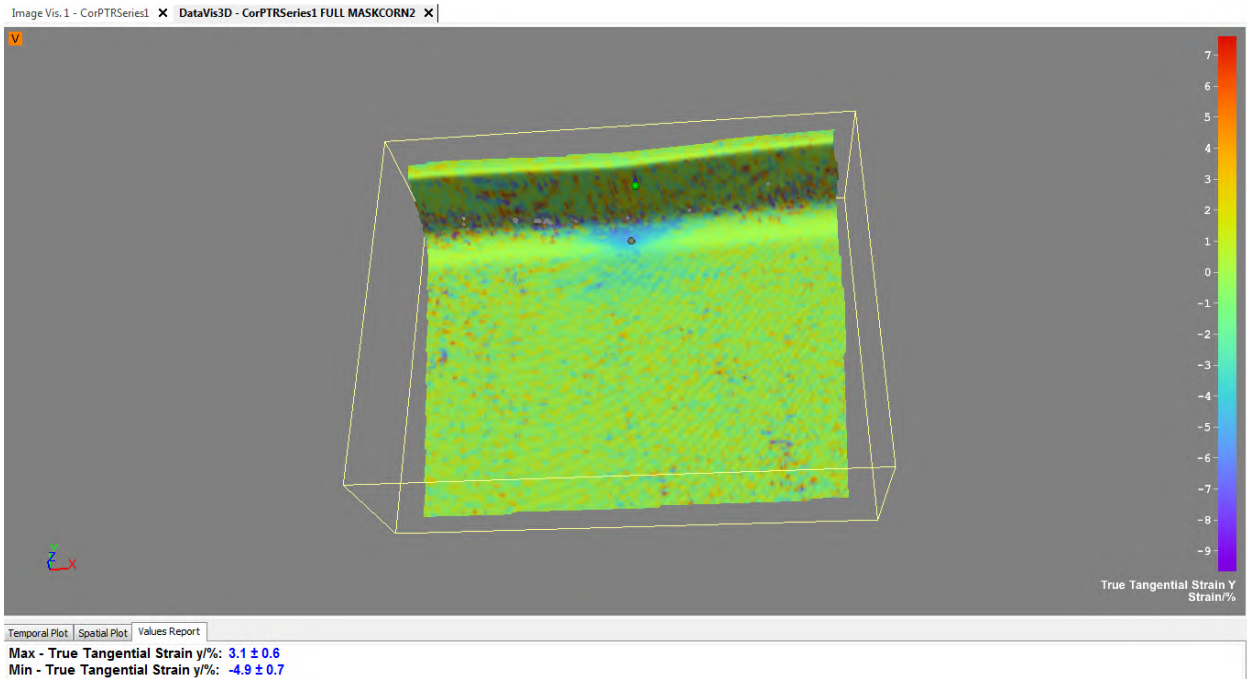 Image Vis. 1 - CorPTRSeries1 X DataVis3D - CorPTRSeries1 FULL MASKCORN2 X
V
7
6
5
4
3
2
1
0
-1
-2
-3
-4
-5
-6
-7
-8
-9
True Tangential Strain Y
Strain/%
Y
Z
X
Temporal Plot Spatial Plot Values Report
Max - True Tangential Strain y/%: 3.1 ± 0.6
Min - True Tangential Strain y/%: -4.9 ± 0.7